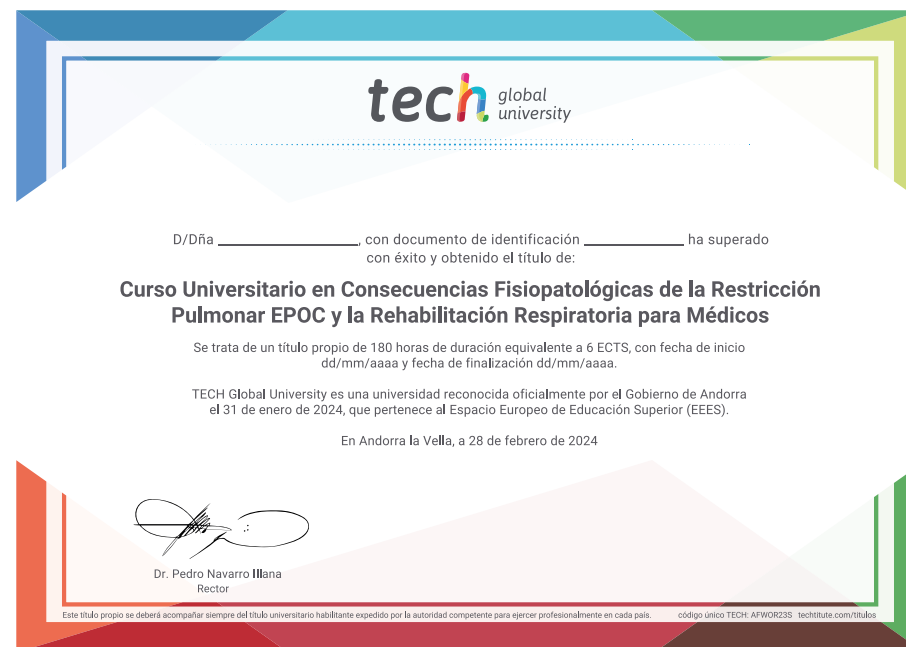 tech global university
D/Dña ____________________, con documento de identificación ______________ ha superado
con éxito y obtenido el título de:
Curso Universitario en Consecuencias Fisiopatológicas de la Restricción
Pulmonar EPOC y la Rehabilitación Respiratoria para Médicos
Se trata de un título propio de 180 horas de duración equivalente a 6 ECTS, con fecha de inicio
dd/mm/aaaa y fecha de finalización dd/mm/aaaa.
TECH Global University es una universidad reconocida oficialmente por el Gobierno de Andorra
el 31 de enero de 2024, que pertenece al Espacio Europeo de Educación Superior (EEES).
En Andorra la Vella, a 28 de febrero de 2024
Dr. Pedro Navarro Illana
Rector
Este título propio se deberá acompañar siempre del título universitario habilitante expedido por la autoridad competente para ejercer profesionalmente en cada país. código único TECH: AFWOR23S techtitute.com/titulos